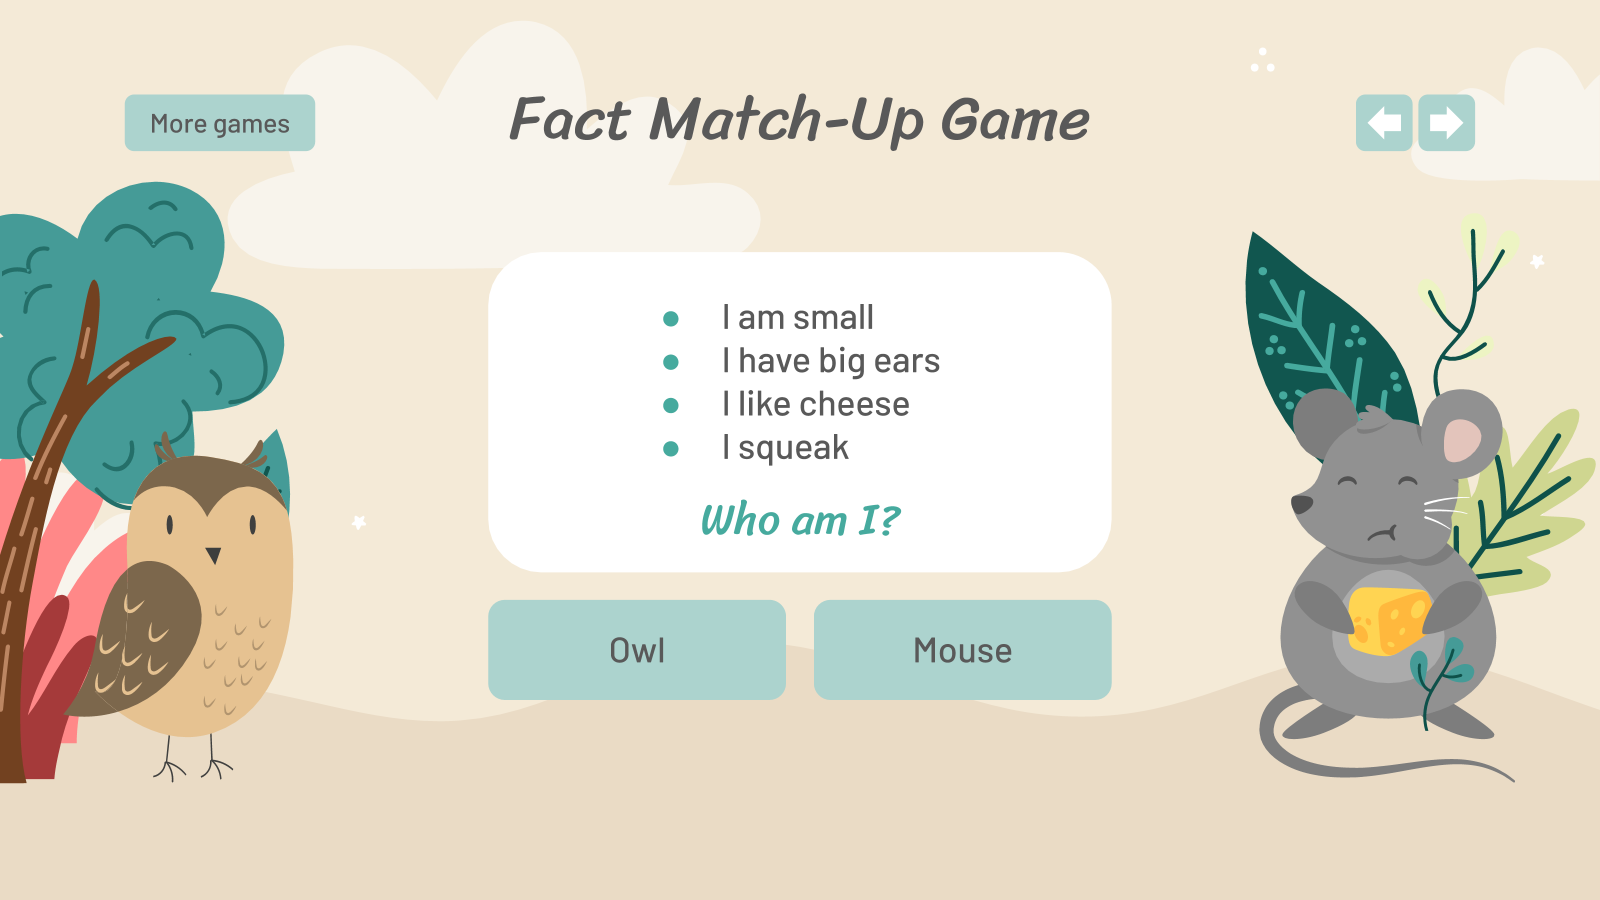 More games
Fact Match-Up Game
I am small
I have big ears
I like cheese
I squeak
Who am I?
Owl
Mouse